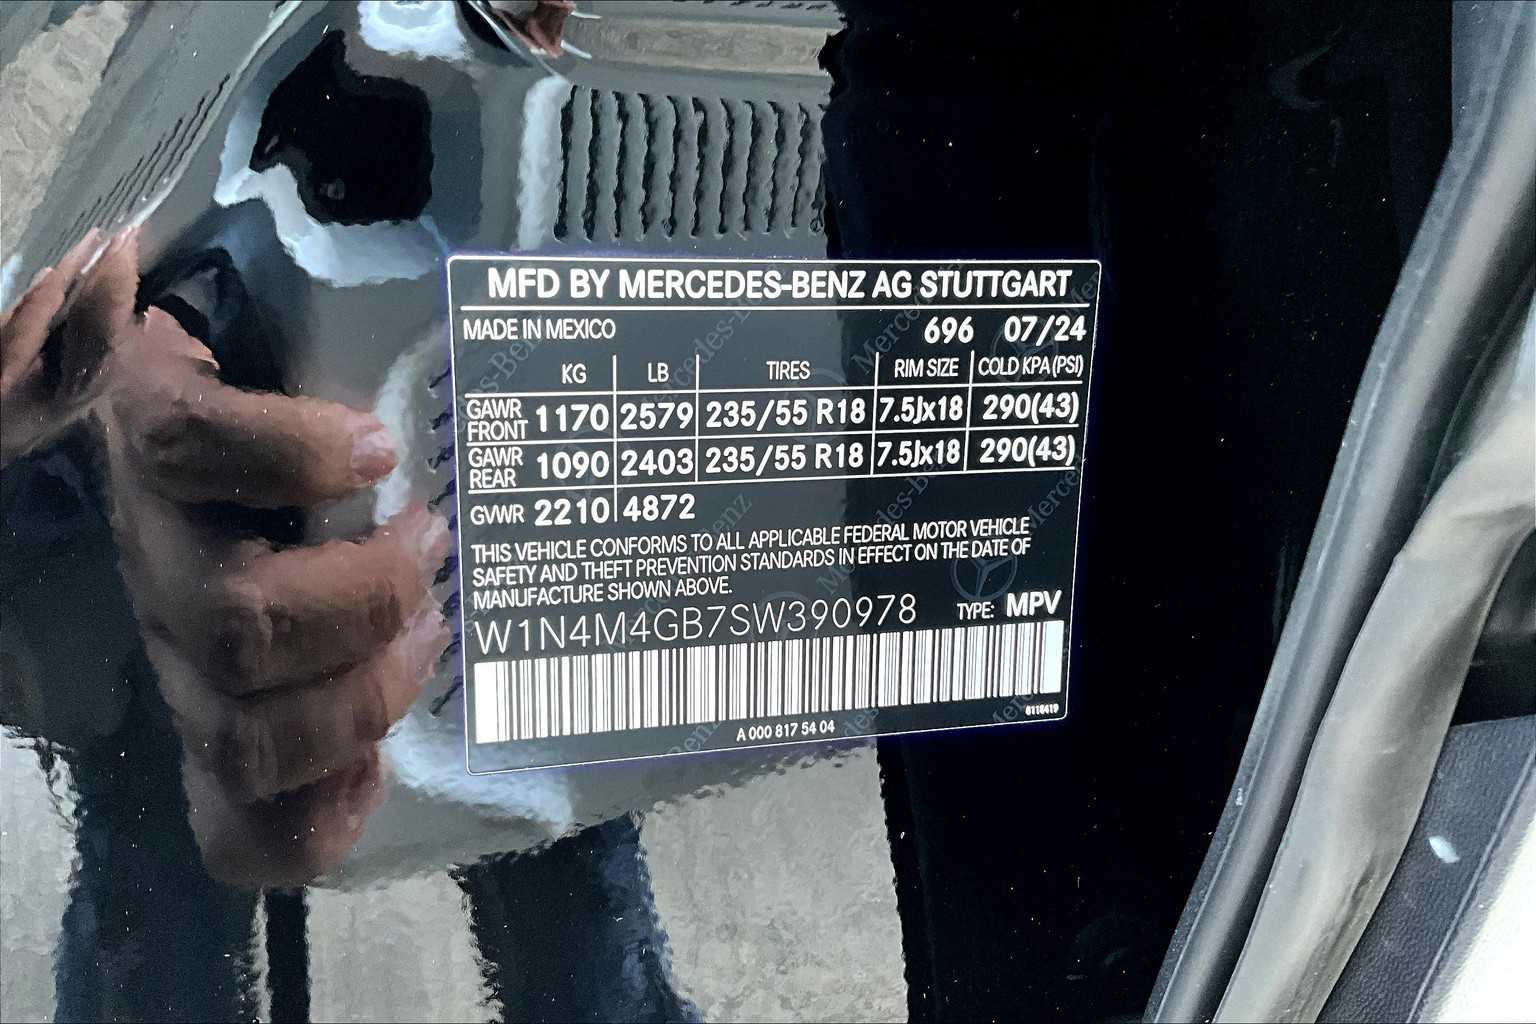 MFD BY MERCEDES-BENZ AG STUTTGART
MADE IN MEXICO 696 07/24
KG LB TIRES RIM SIZE COLD KPA(PSI)
GAWR FRONT 1170 2579 235/55 R18 7.5Jx18 290(43)
GAWR REAR 1090 2403 235/55 R18 7.5Jx18 290(43)
GVWR 2210 4872
THIS VEHICLE CONFORMS TO ALL APPLICABLE FEDERAL MOTOR VEHICLE
SAFETY AND THEFT PREVENTION STANDARDS IN EFFECT ON THE DATE OF
MANUFACTURE SHOWN ABOVE.
W1N4M4GB7SW390978 TYPE: MPV
A 000 817 54 04